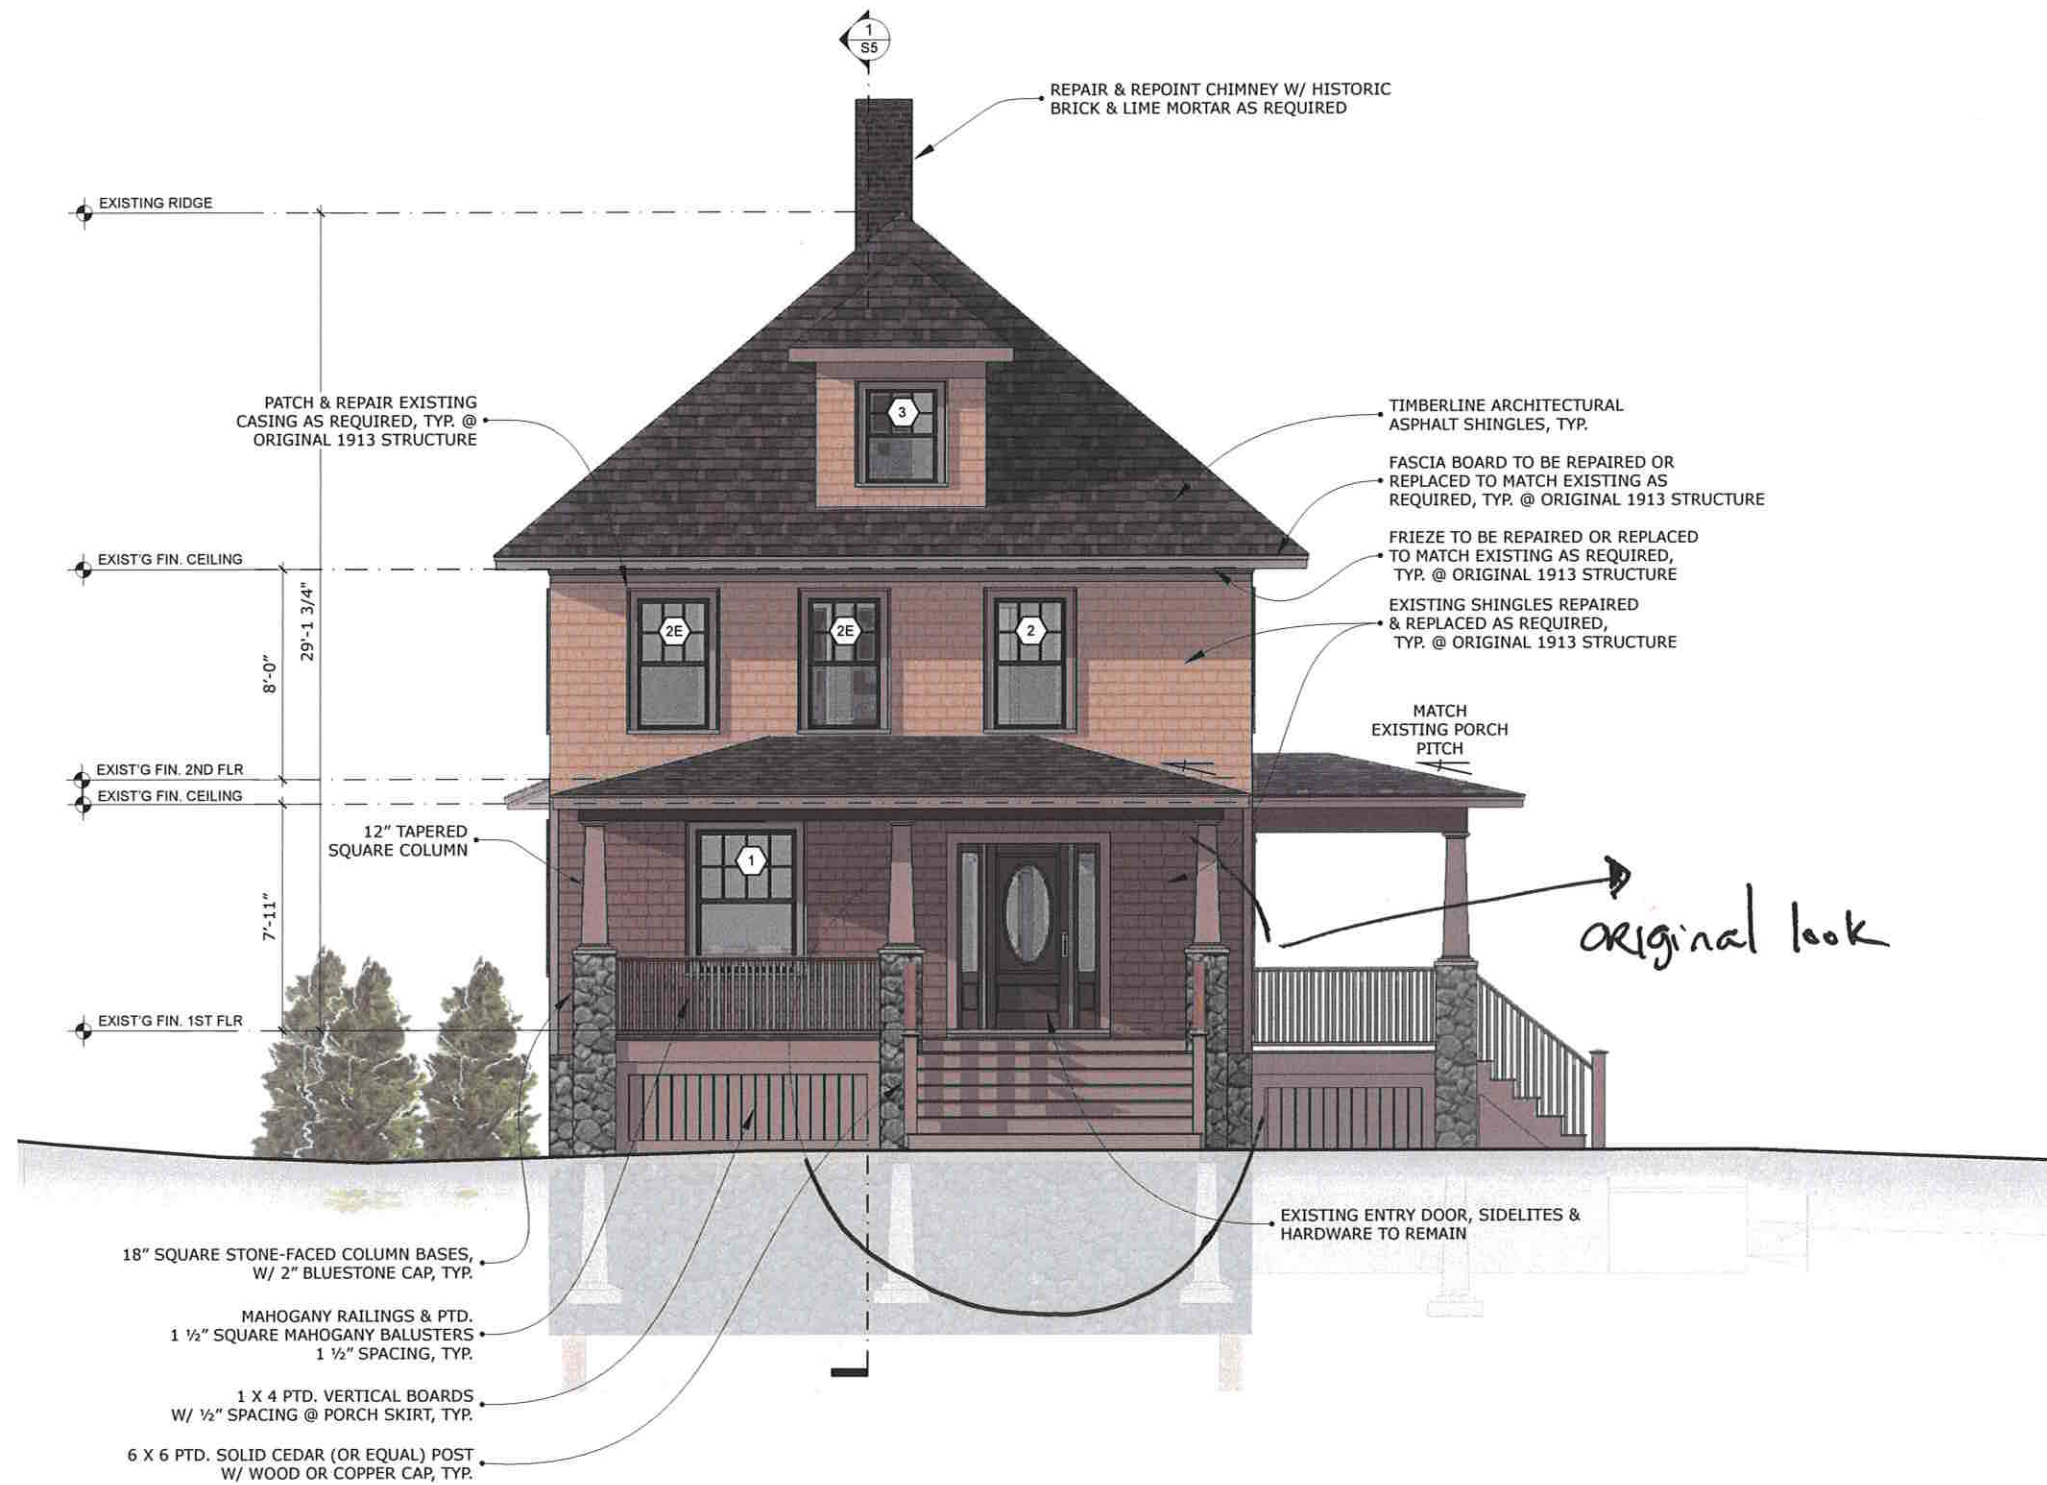 1
S5
REPAIR & REPOINT CHIMNEY W/ HISTORIC
BRICK & LIME MORTAR AS REQUIRED
EXISTING RIDGE
3
PATCH & REPAIR EXISTING
CASING AS REQUIRED, TYP. @
ORIGINAL 1913 STRUCTURE
TIMBERLINE ARCHITECTURAL
ASPHALT SHINGLES, TYP.
FASCIA BOARD TO BE REPAIRED OR
REPLACED TO MATCH EXISTING AS
REQUIRED, TYP. @ ORIGINAL 1913 STRUCTURE
FRIEZE TO BE REPAIRED OR REPLACED
TO MATCH EXISTING AS REQUIRED,
TYP. @ ORIGINAL 1913 STRUCTURE
EXIST'G FIN. CEILING
EXISTING SHINGLES REPAIRED
& REPLACED AS REQUIRED,
TYP. @ ORIGINAL 1913 STRUCTURE
29'-1 3/4"
8'-0"
2E
2E
2
MATCH
EXISTING PORCH
PITCH
EXIST'G FIN. 2ND FLR
EXIST'G FIN. CEILING
12" TAPERED
SQUARE COLUMN
1
7'-11"
original look
EXIST'G FIN. 1ST FLR
EXISTING ENTRY DOOR, SIDELITES &
HARDWARE TO REMAIN
18" SQUARE STONE-FACED COLUMN BASES,
W/ 2" BLUESTONE CAP, TYP.
MAHOGANY RAILINGS & PTD.
1 ½" SQUARE MAHOGANY BALUSTERS
1 ½" SPACING, TYP.
1 X 4 PTD. VERTICAL BOARDS
W/ ½" SPACING @ PORCH SKIRT, TYP.
6 X 6 PTD. SOLID CEDAR (OR EQUAL) POST
W/ WOOD OR COPPER CAP, TYP.